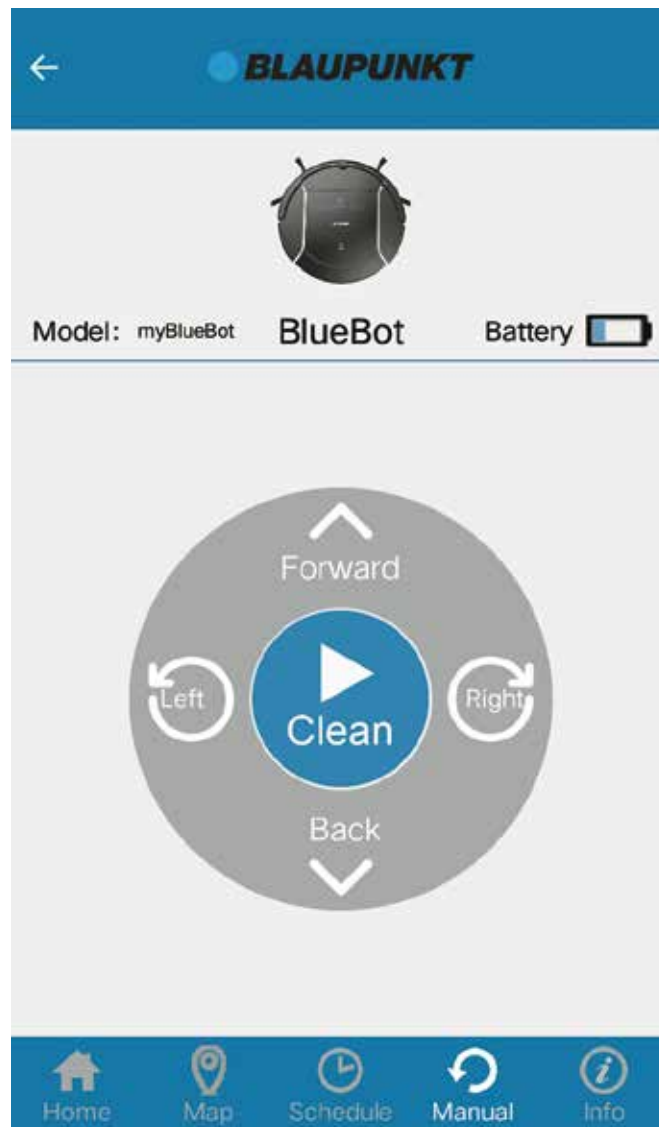 BLAUPUNKT
Model: myBlueBot BlueBot Battery
Forward
Left Clean Right
Back
Home Map Schedule Manual Info